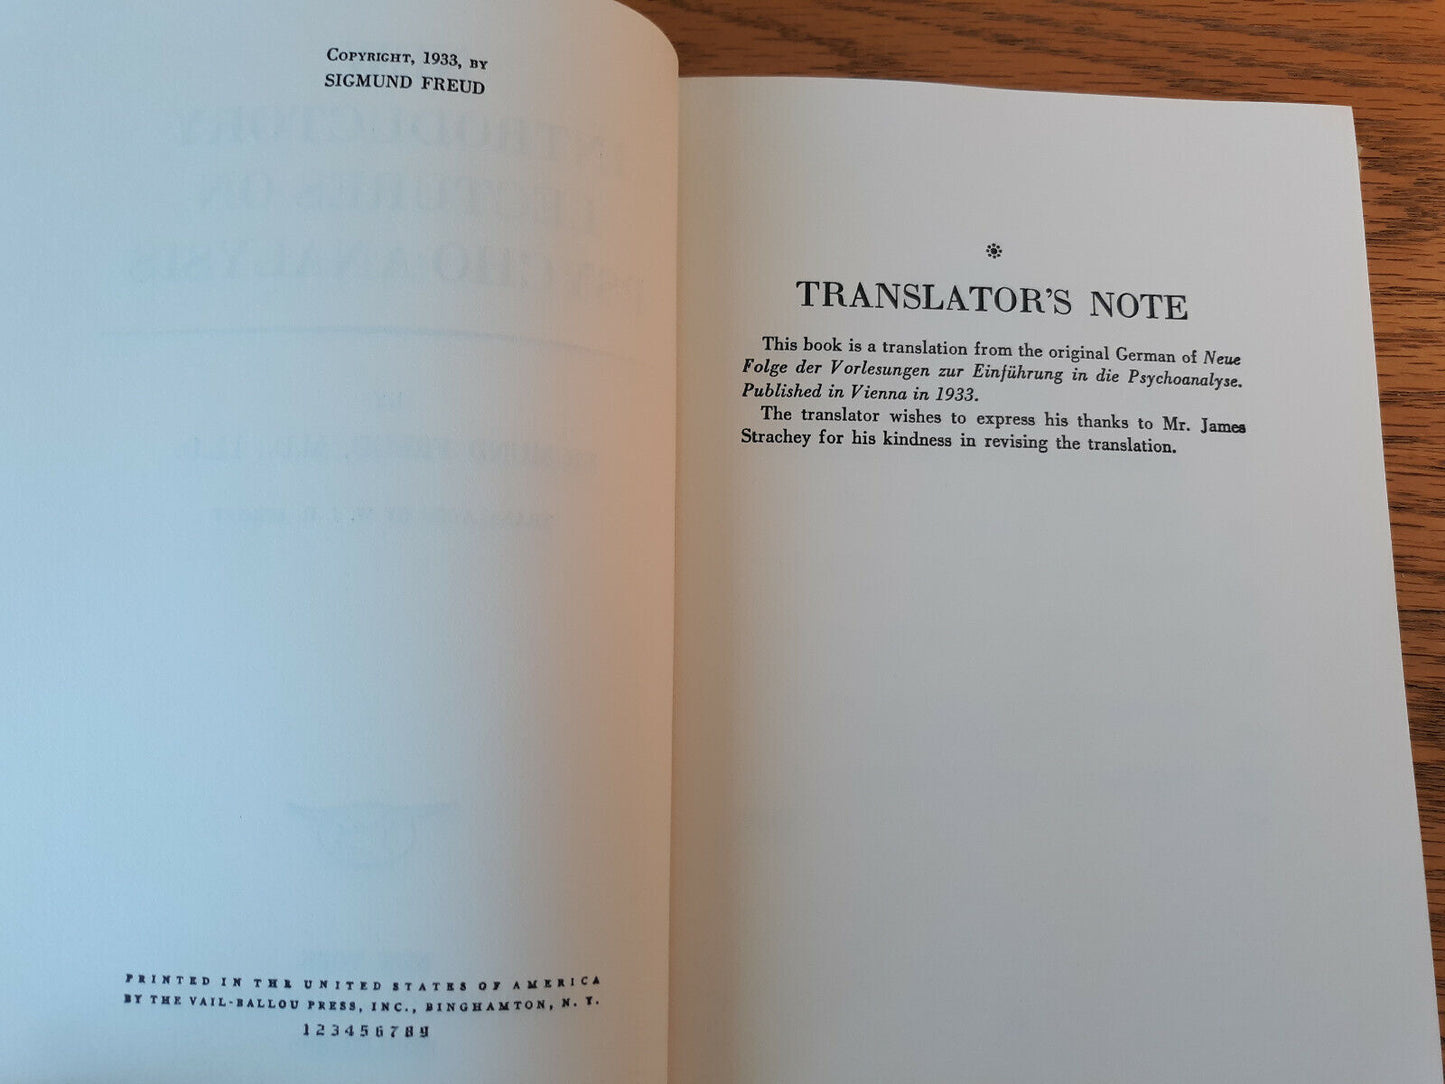 COPYRIGHT, 1933, BY
SIGMUND FREUD
PRINTED IN THE UNITED STATES OF AMERICA
BY THE VAIL-BALLOU PRESS, INC., BINGHAMTON, N. Y.
123456789
TRANSLATOR'S NOTE
This book is a translation from the original German of Neue
Folge der Vorlesungen zur Einführung in die Psychoanalyse.
Published in Vienna in 1933.
The translator wishes to express his thanks to Mr. James
Strachey for his kindness in revising the translation.